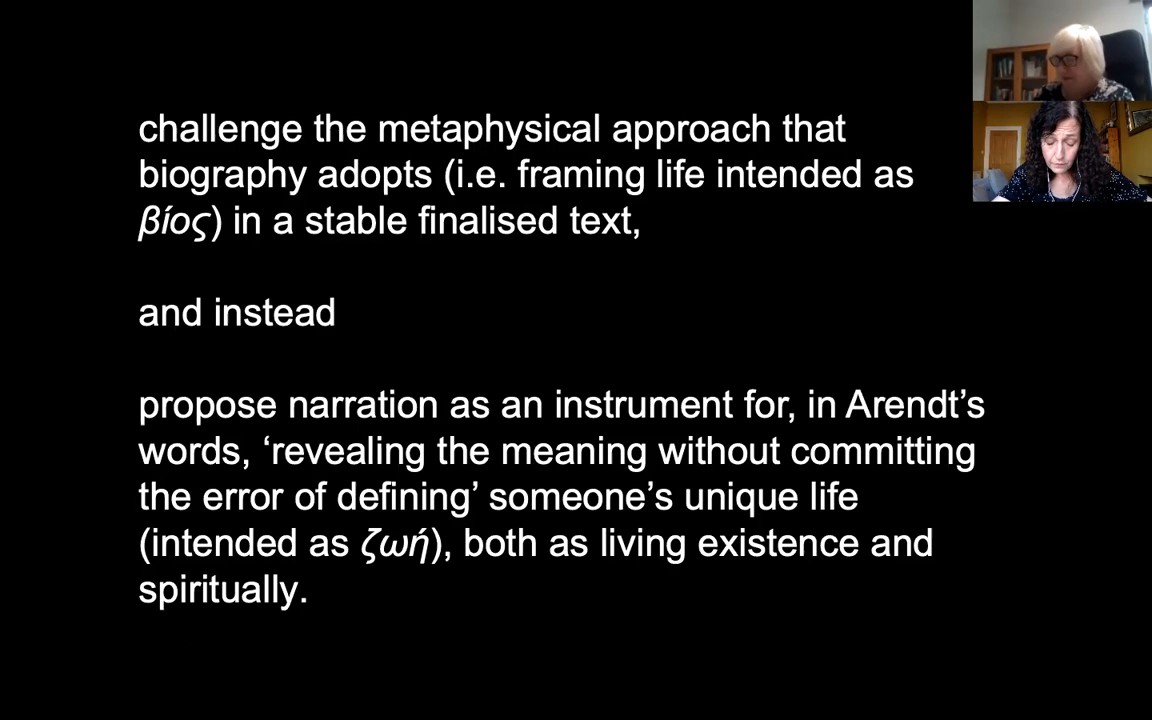 challenge the metaphysical approach that
biography adopts (i.e. framing life intended as
βίος) in a stable finalised text,
and instead
propose narration as an instrument for, in Arendt’s
words, ‘revealing the meaning without committing
the error of defining’ someone’s unique life
(intended as ζωή), both as living existence and
spiritually.